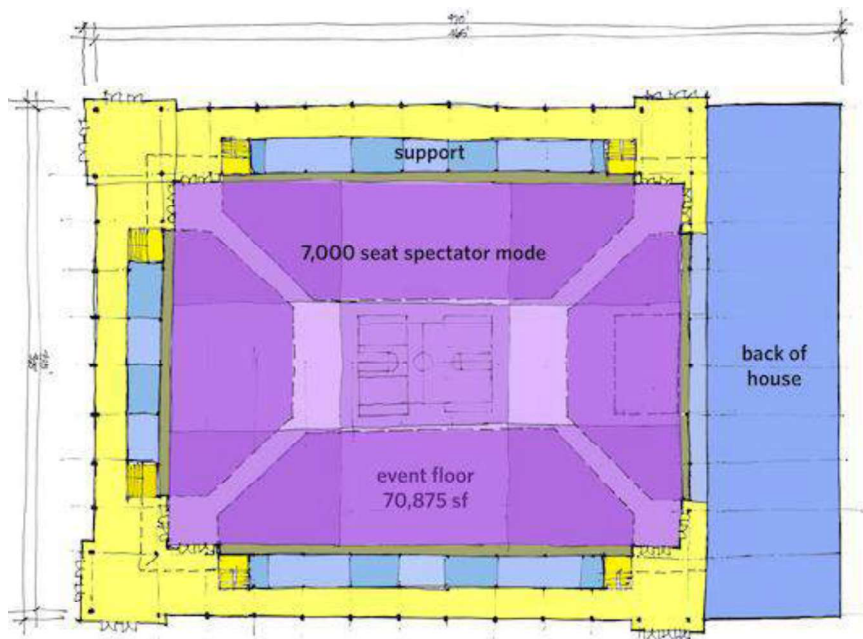 support
7,000 seat spectator mode
back of
house
event floor
70,875 sf